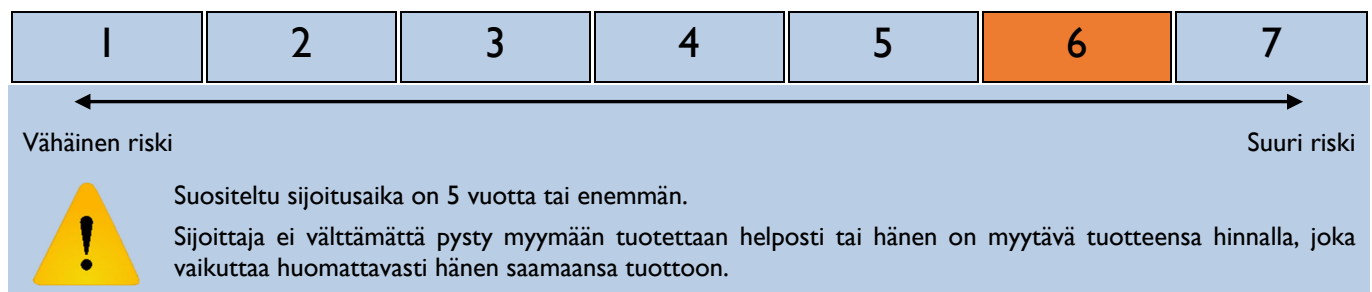 1 2 3 4 5 6 7
Vähäinen riski Suuri riski
Suositeltu sijoitusaika on 5 vuotta tai enemmän.
Sijoittaja ei välttämättä pysty myymään tuotettaan helposti tai hänen on myytävä tuotteensa hinnalla, joka
vaikuttaa huomattavasti hänen saamaansa tuottoon.